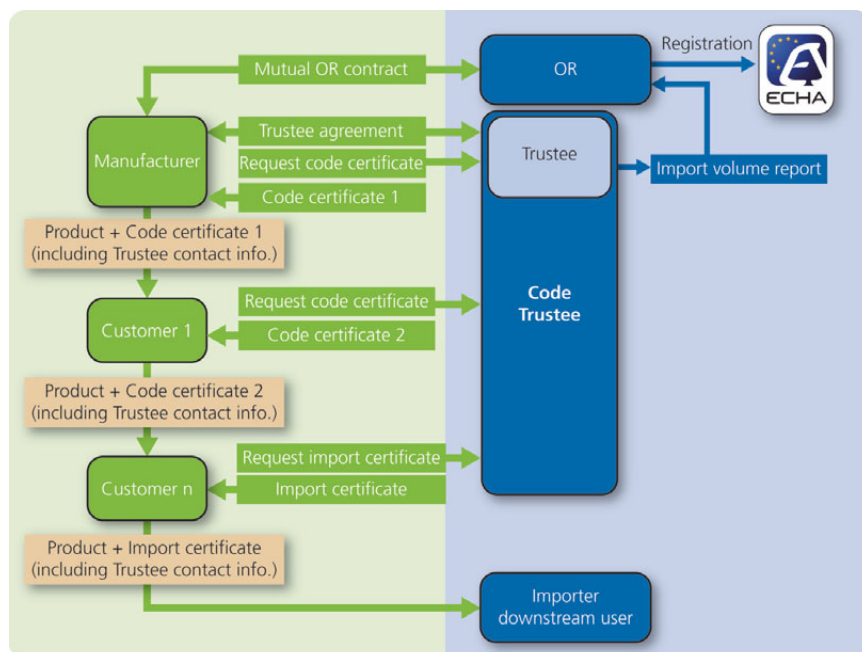 Mutual OR contract
OR
Registration
ECHA
Manufacturer
Trustee agreement
Request code certificate
Code certificate 1
Trustee
Import volume report
Product + Code certificate 1
(including Trustee contact info.)
Code
Trustee
Customer 1
Request code certificate
Code certificate 2
Product + Code certificate 2
(including Trustee contact info.)
Customer n
Request import certificate
Import certificate
Product + Import certificate
(including Trustee contact info.)
Importer
downstream user